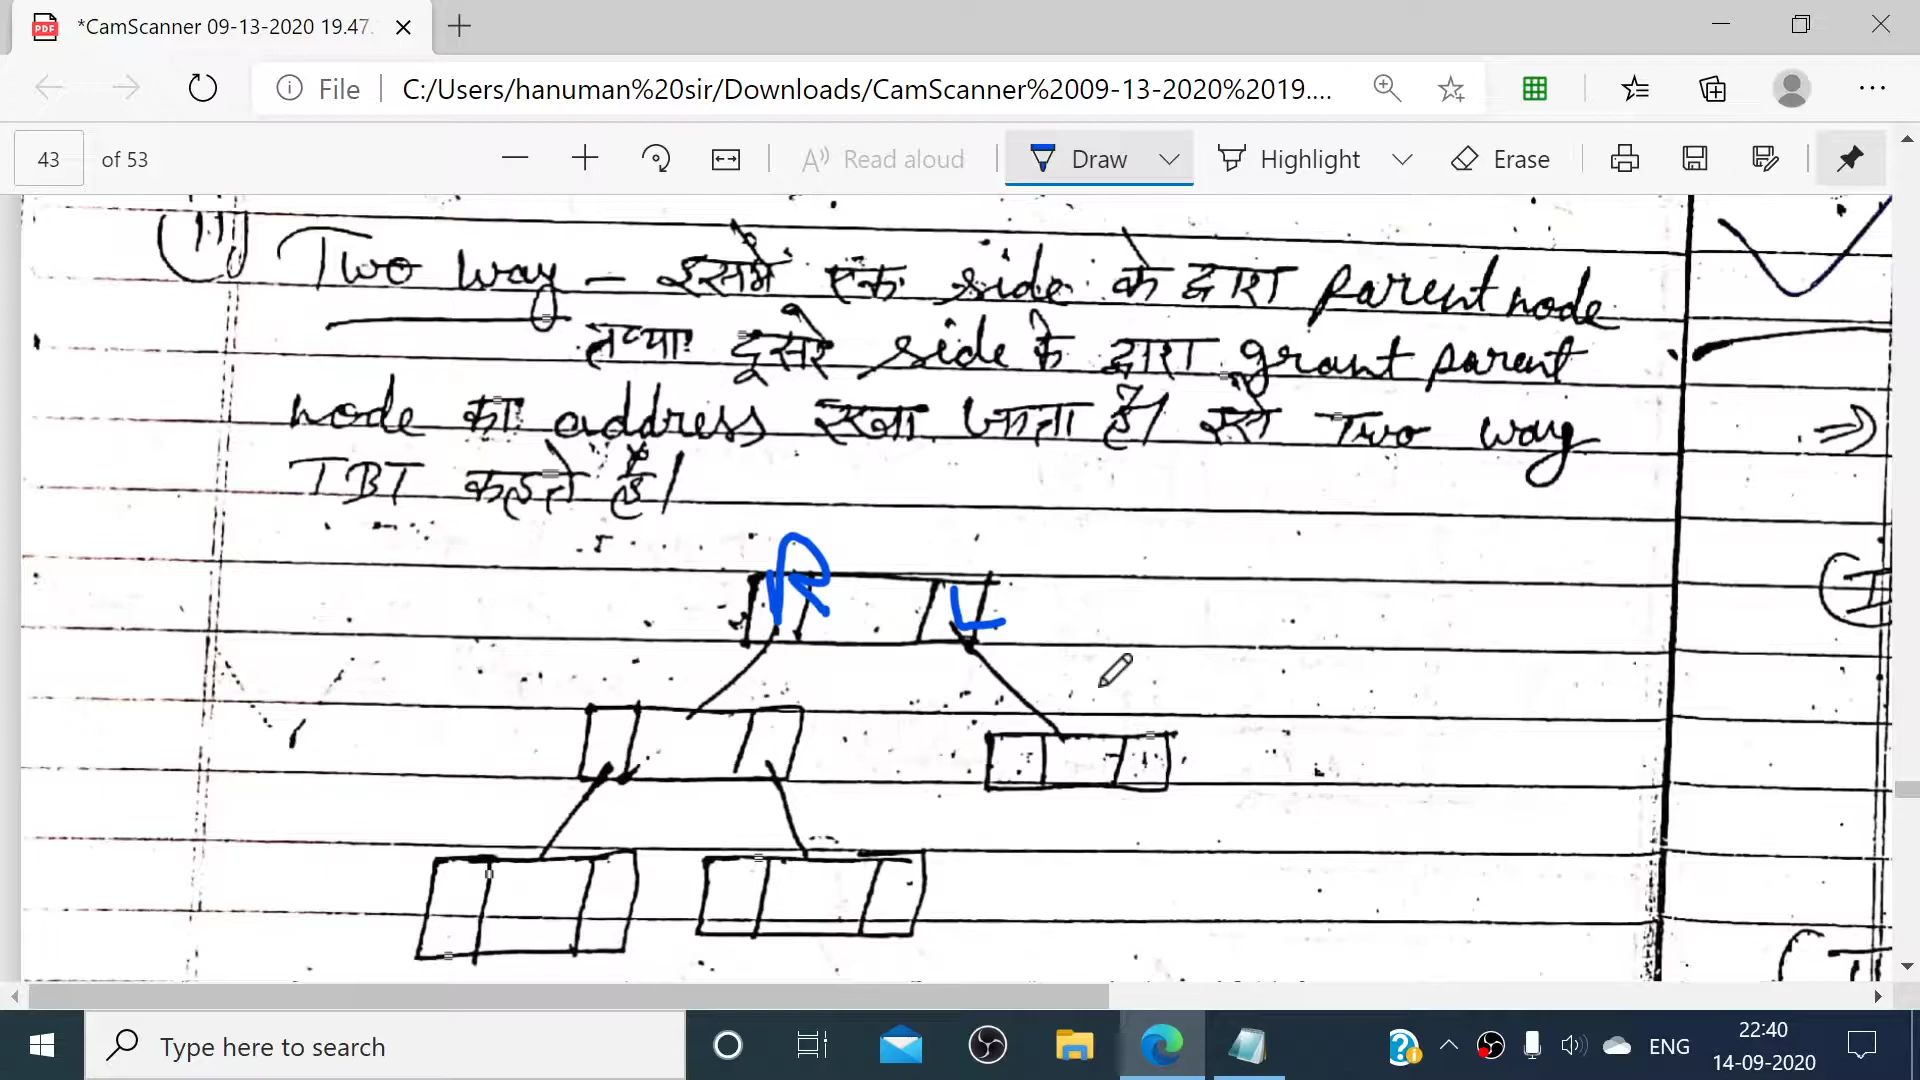 *CamScanner 09-13-2020 19.47.
File
C:/Users/hanuman%20sir/Downloads/CamScanner%2009-13-2020%2019....
43 of 53
Read aloud
Draw
Highlight
Erase
(11)
Two way - इसमें एक side के द्वारा parent node
तथा दूसरे side के द्वारा grant parent
node का address रखा जाता है। इसे Two way
TBT कहते हैं।
R L
Type here to search
ENG
22:40
14-09-2020